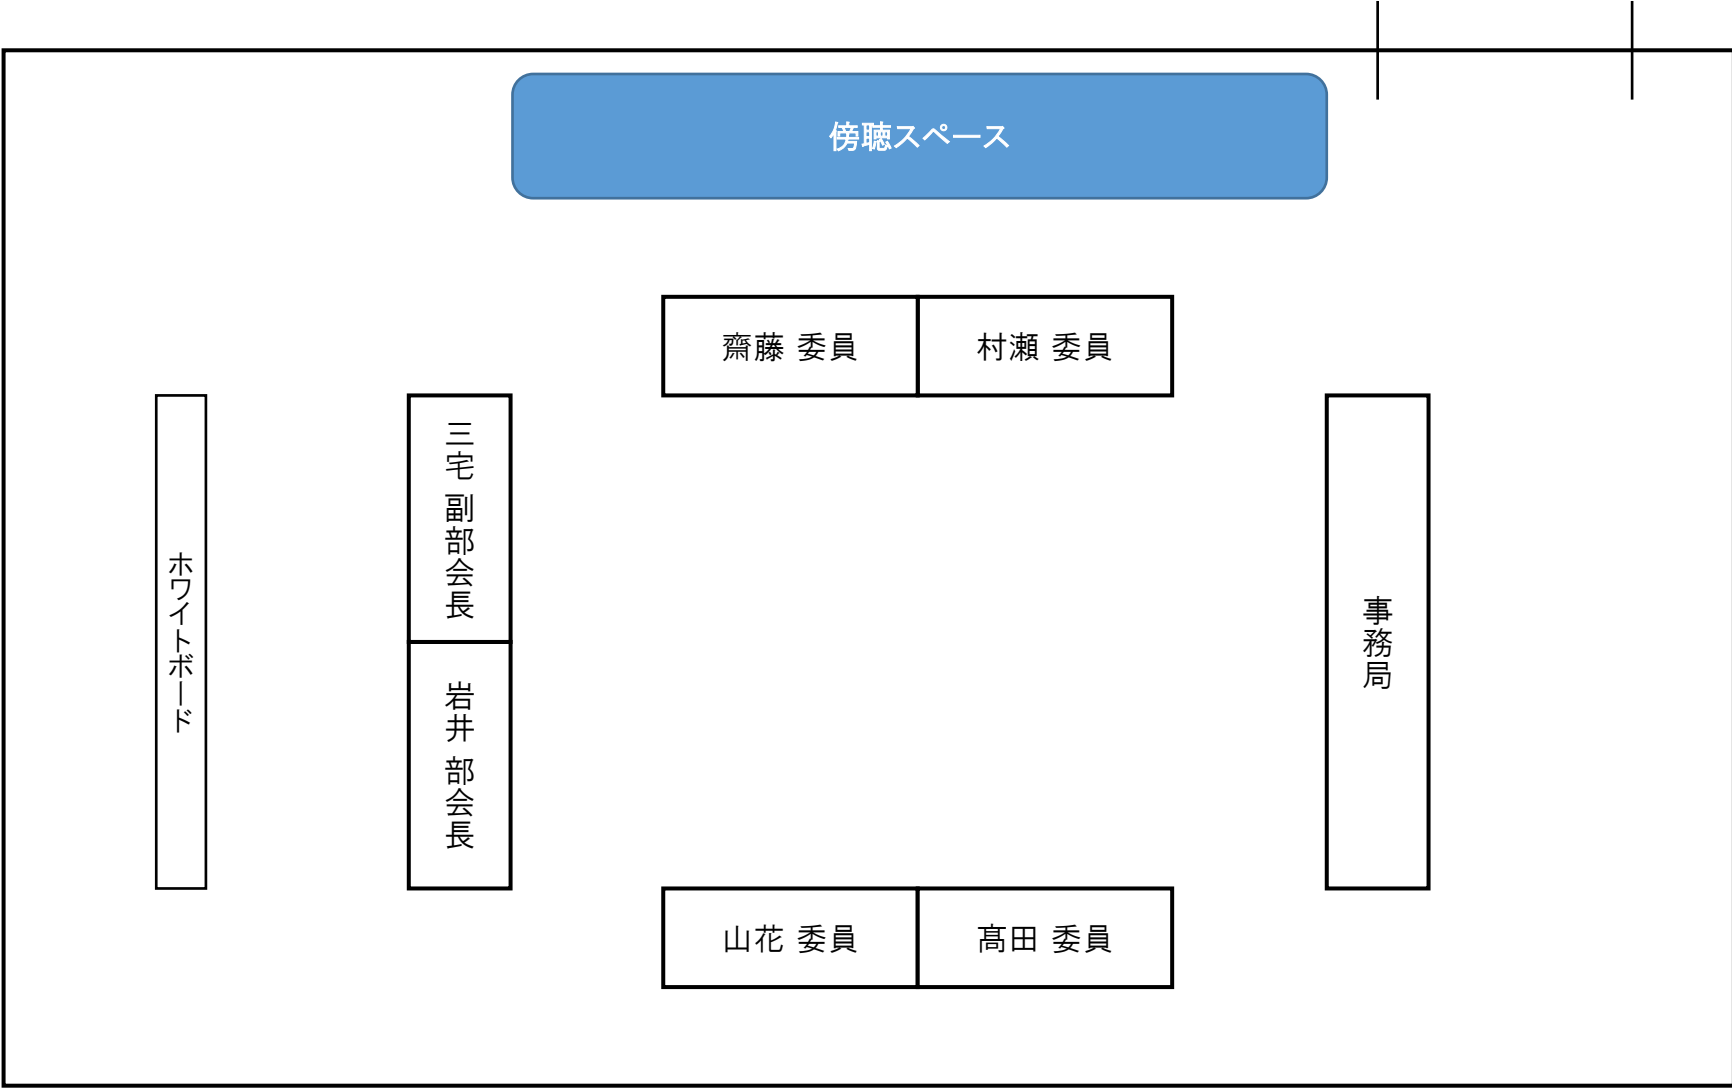 傍聴スペース
齋藤 委員
村瀬 委員
三宅 副部会長
岩井 部会長
ホワイトボード
事務局
山花 委員
髙田 委員